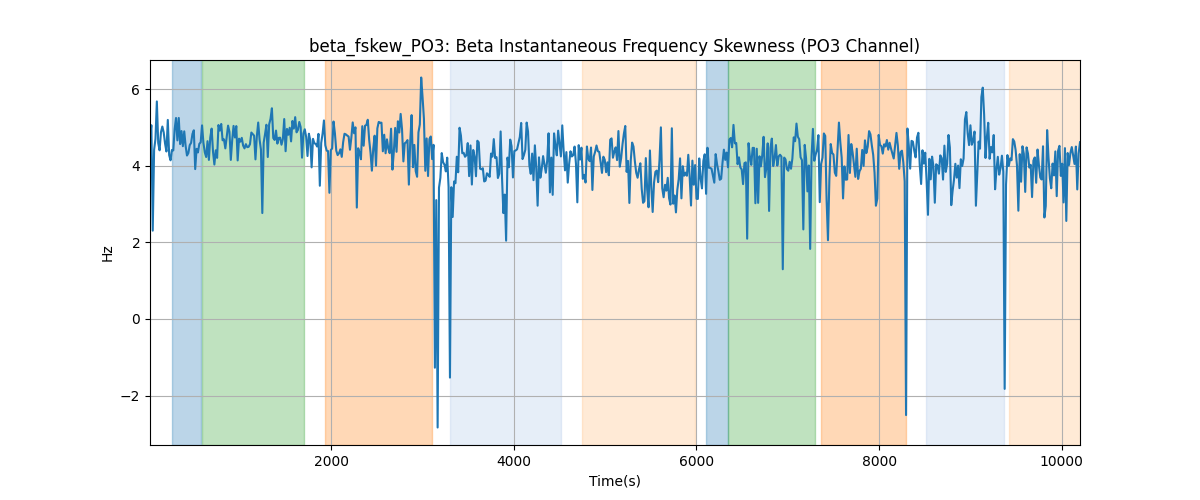 beta_fskew_PO3: Beta Instantaneous Frequency Skewness (PO3 Channel)
6
4
2
0
−2
Hz
2000 4000 6000 8000 10000
Time(s)